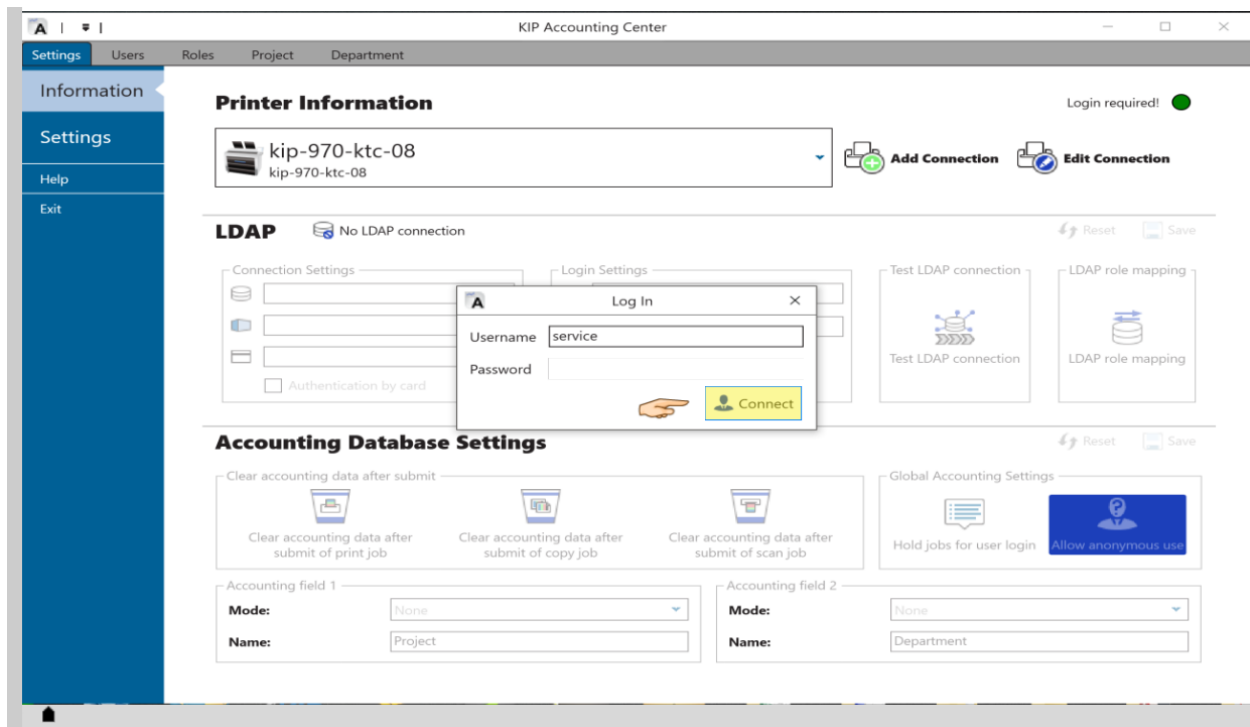 A KIP Accounting Center
Settings Users Roles Project Department
Information
Settings
Help
Exit
Printer Information
Login required!
kip-970-ktc-08
kip-970-ktc-08
Add Connection
Edit Connection
LDAP
No LDAP connection
Reset
Save
Connection Settings
Login Settings
Test LDAP connection
LDAP role mapping
Authentication by card
Test LDAP connection
LDAP role mapping
A Log In
Username service
Password
Connect
Accounting Database Settings
Reset
Save
Clear accounting data after submit
Clear accounting data after
submit of print job
Clear accounting data after
submit of copy job
Clear accounting data after
submit of scan job
Global Accounting Settings
Hold jobs for user login
Allow anonymous use
Accounting field 1
Mode: None
Name: Project
Accounting field 2
Mode: None
Name: Department